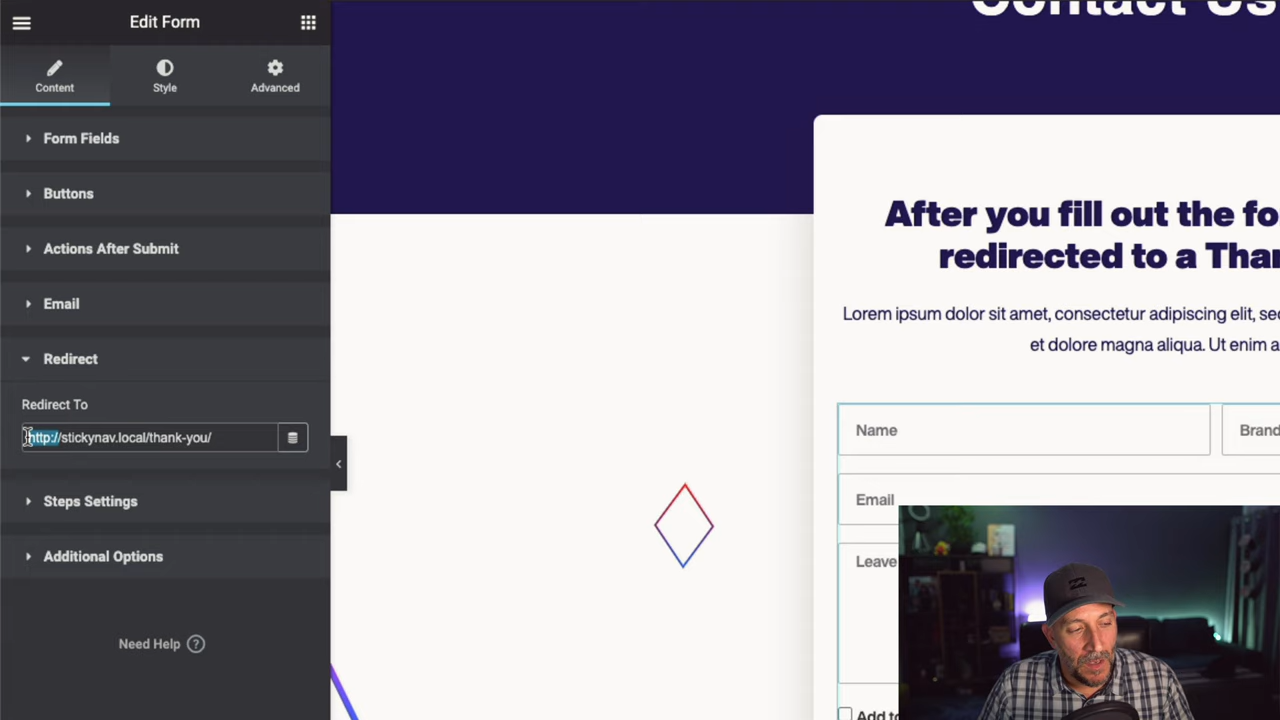 Edit Form
Content
Style
Advanced
Form Fields
Buttons
Actions After Submit
Email
Redirect
Redirect To
http://stickynav.local/thank-you/
Steps Settings
Additional Options
Need Help ?
Contact Us
After you fill out the fo
redirected to a Than
Lorem ipsum dolor sit amet, consectetur adipiscing elit, sed
et dolore magna aliqua. Ut enim a
Name
Brand
Email
Leave
Add to